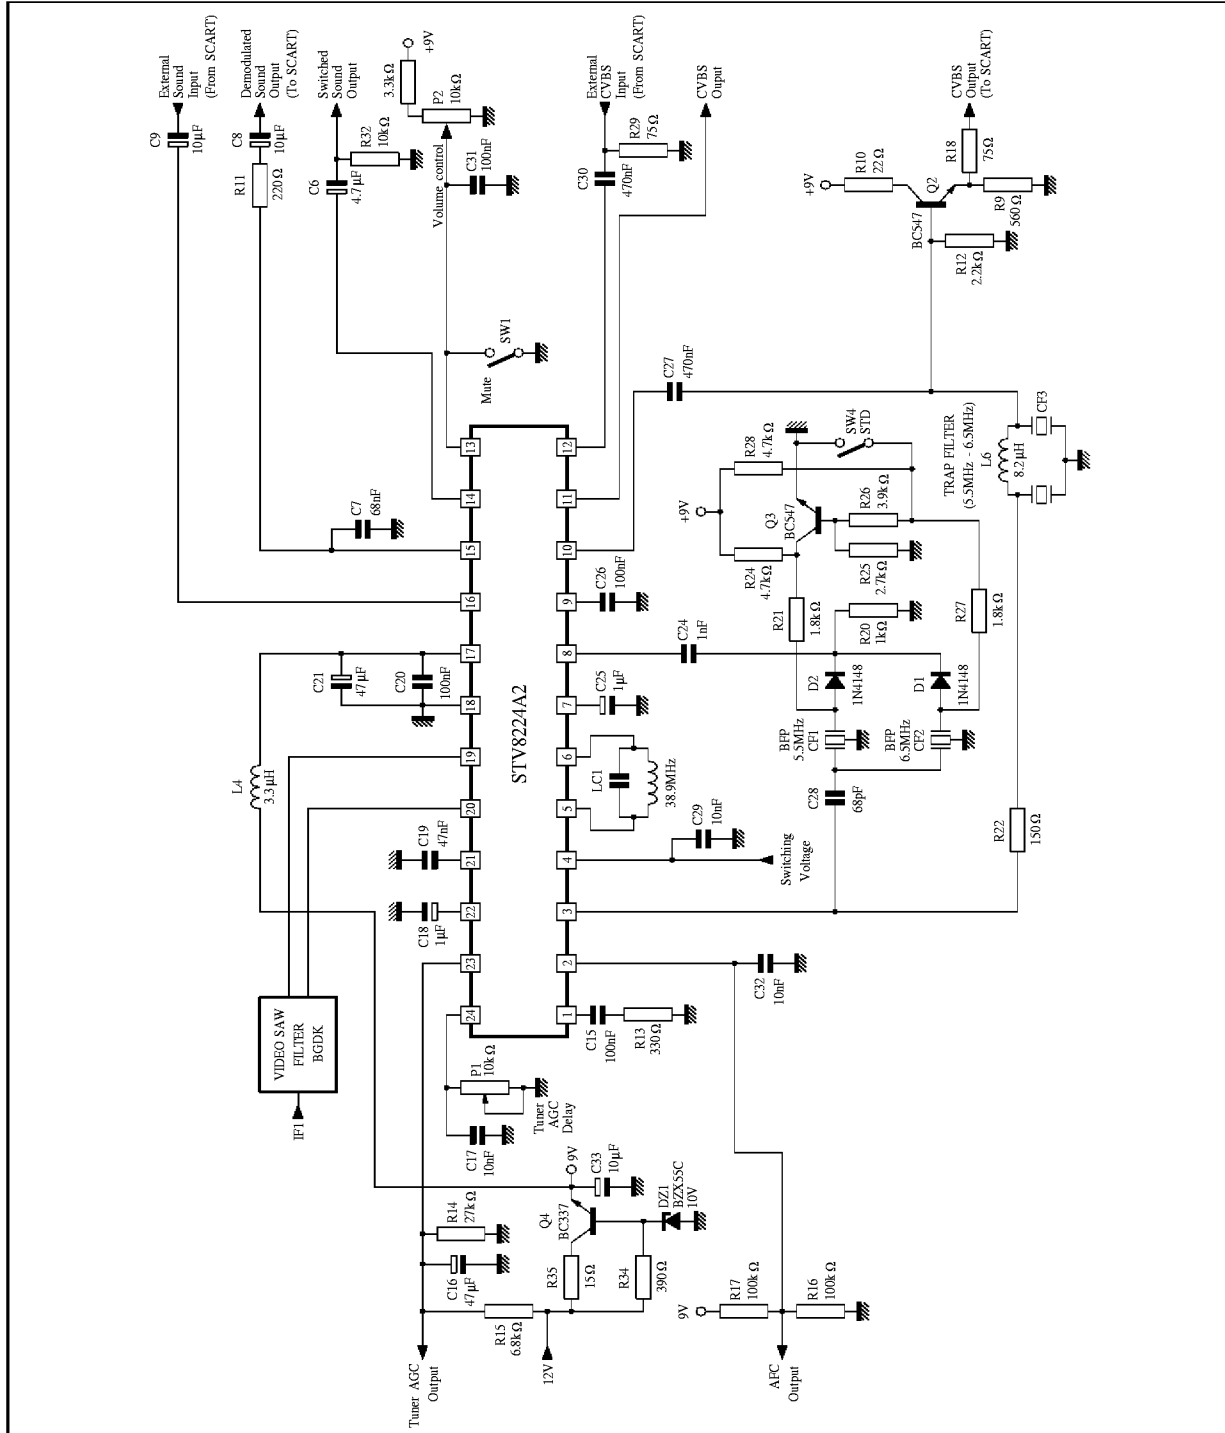 External
Sound
Input
(From SCART)
C9
10µF
Demodulated
Sound
Output
(To SCART)
C8
10µF
R11
220Ω
Switched
Sound
Output
R32
10kΩ
C6
4.7µF
+9V
3.3kΩ
P2
10kΩ
Volume control
C31
100nF
Mute
SW1
External
CVBS
Input
(From SCART)
R29
75Ω
C30
470nF
CVBS
Ouput
CVBS
Output
(To SCART)
R18
75Ω
+9V
R10
22Ω
Q2
BC547
R9
560Ω
R12
2.2kΩ
C27
470nF
TRAP FILTER
(5.5MHz - 6.5MHz)
L6
8.2µH
CF3
SW4
STD
R28
4.7kΩ
+9V
Q3
BC547
R26
3.9kΩ
R24
4.7kΩ
R25
2.7kΩ
R21
1.8kΩ
R20
1kΩ
R27
1.8kΩ
D2
1N4148
D1
1N4148
BFP
5.5MHz
CF1
BFP
6.5MHz
CF2
C28
68pF
R22
150Ω
C7
68nF
C26
100nF
C24
1nF
C25
1µF
LC1
38.9MHz
C29
10nF
Switching
Voltage
C32
10nF
C15
100nF
R13
330Ω
STV8224A2
13
14
15
16
17
18
19
20
21
22
23
24
12
11
10
9
8
7
6
5
4
3
2
1
C21
47µF
C20
100nF
L4
3.3µH
C19
47nF
C18
1µF
VIDEO SAW
FILTER
BGDK
IF1
P1
10kΩ
Tuner
AGC
Delay
C17
10nF
9V
C33
10µF
Q4
BC337
DZ1
BZX55C
10V
R14
27kΩ
C16
47µF
R35
15Ω
R34
390Ω
R15
6.8kΩ
12V
Tuner AGC
Output
9V
R17
100kΩ
R16
100kΩ
AFC
Output